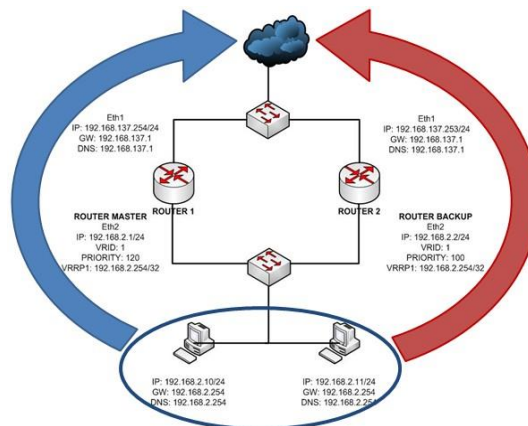 Eth1
IP: 192.168.137.254/24
GW: 192.168.137.1
DNS: 192.168.137.1
Eth1
IP: 192.168.137.253/24
GW: 192.168.137.1
DNS: 192.168.137.1
ROUTER 1
ROUTER 2
ROUTER MASTER
Eth2
IP: 192.168.2.1/24
VRID: 1
PRIORITY: 120
VRRP1: 192.168.2.254/32
ROUTER BACKUP
Eth2
IP: 192.168.2.2/24
VRID: 1
PRIORITY: 100
VRRP1: 192.168.2.254/32
IP: 192.168.2.10/24
GW: 192.168.2.254
DNS: 192.168.2.254
IP: 192.168.2.11/24
GW: 192.168.2.254
DNS: 192.168.2.254